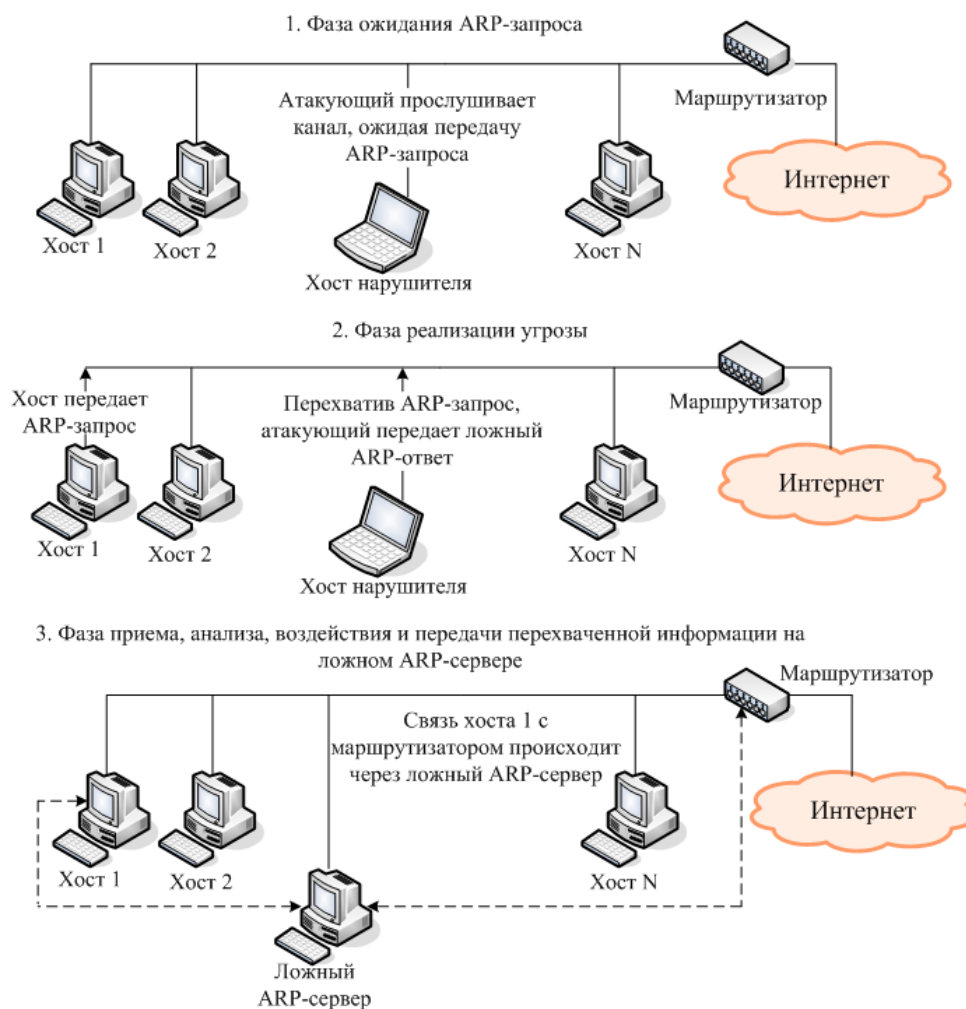 1. Фаза ожидания ARP-запроса
Маршрутизатор
Атакующий прослушивает
канал, ожидая передачу
ARP-запроса
Интернет
Хост 1
Хост 2
Хост N
Хост нарушителя
2. Фаза реализации угрозы
Хост передает
ARP-запрос
Перехватив ARP-запрос,
атакующий передает ложный
ARP-ответ
Маршрутизатор
Интернет
Хост 1
Хост 2
Хост N
Хост нарушителя
3. Фаза приема, анализа, воздействия и передачи перехваченной информации на
ложном ARP-сервере
Маршрутизатор
Связь хоста 1 с
маршрутизатором происходит
через ложный ARP-сервер
Интернет
Хост 1
Хост 2
Хост N
Ложный
ARP-сервер